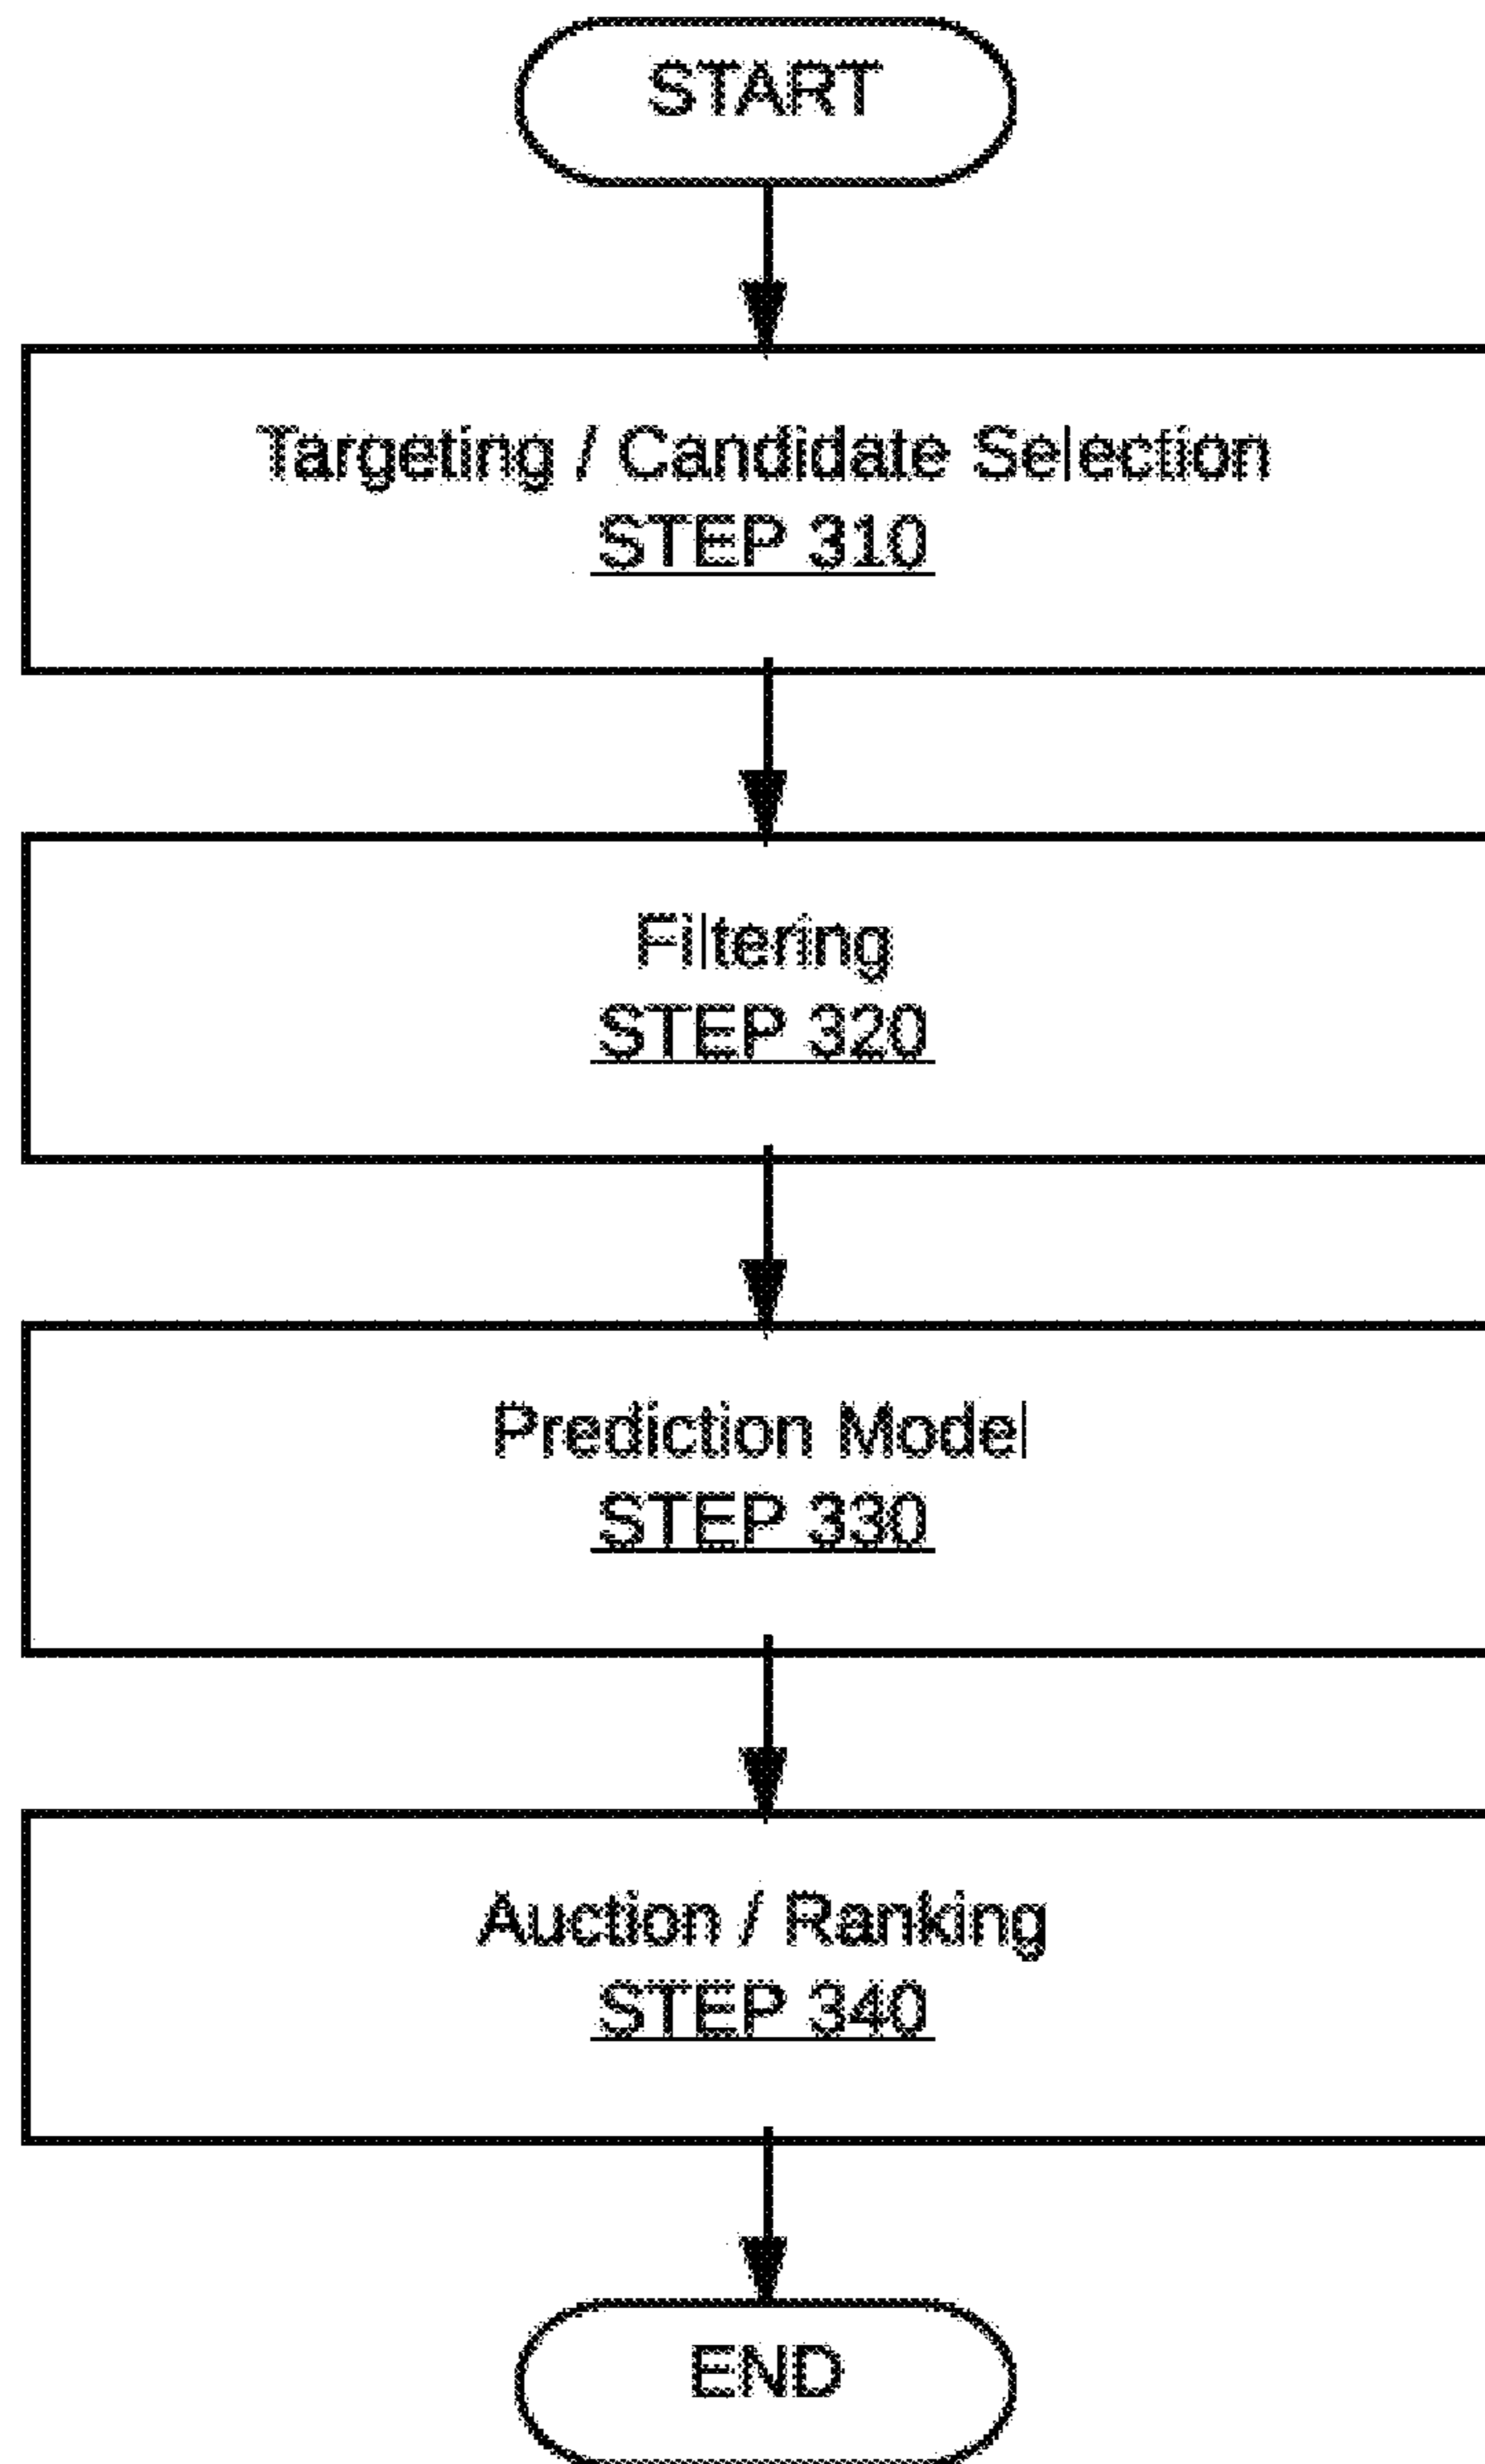 START
Targeting / Candidate Selection
STEP 310
Filtering
STEP 320
Prediction Model
STEP 330
Auction / Ranking
STEP 340
END